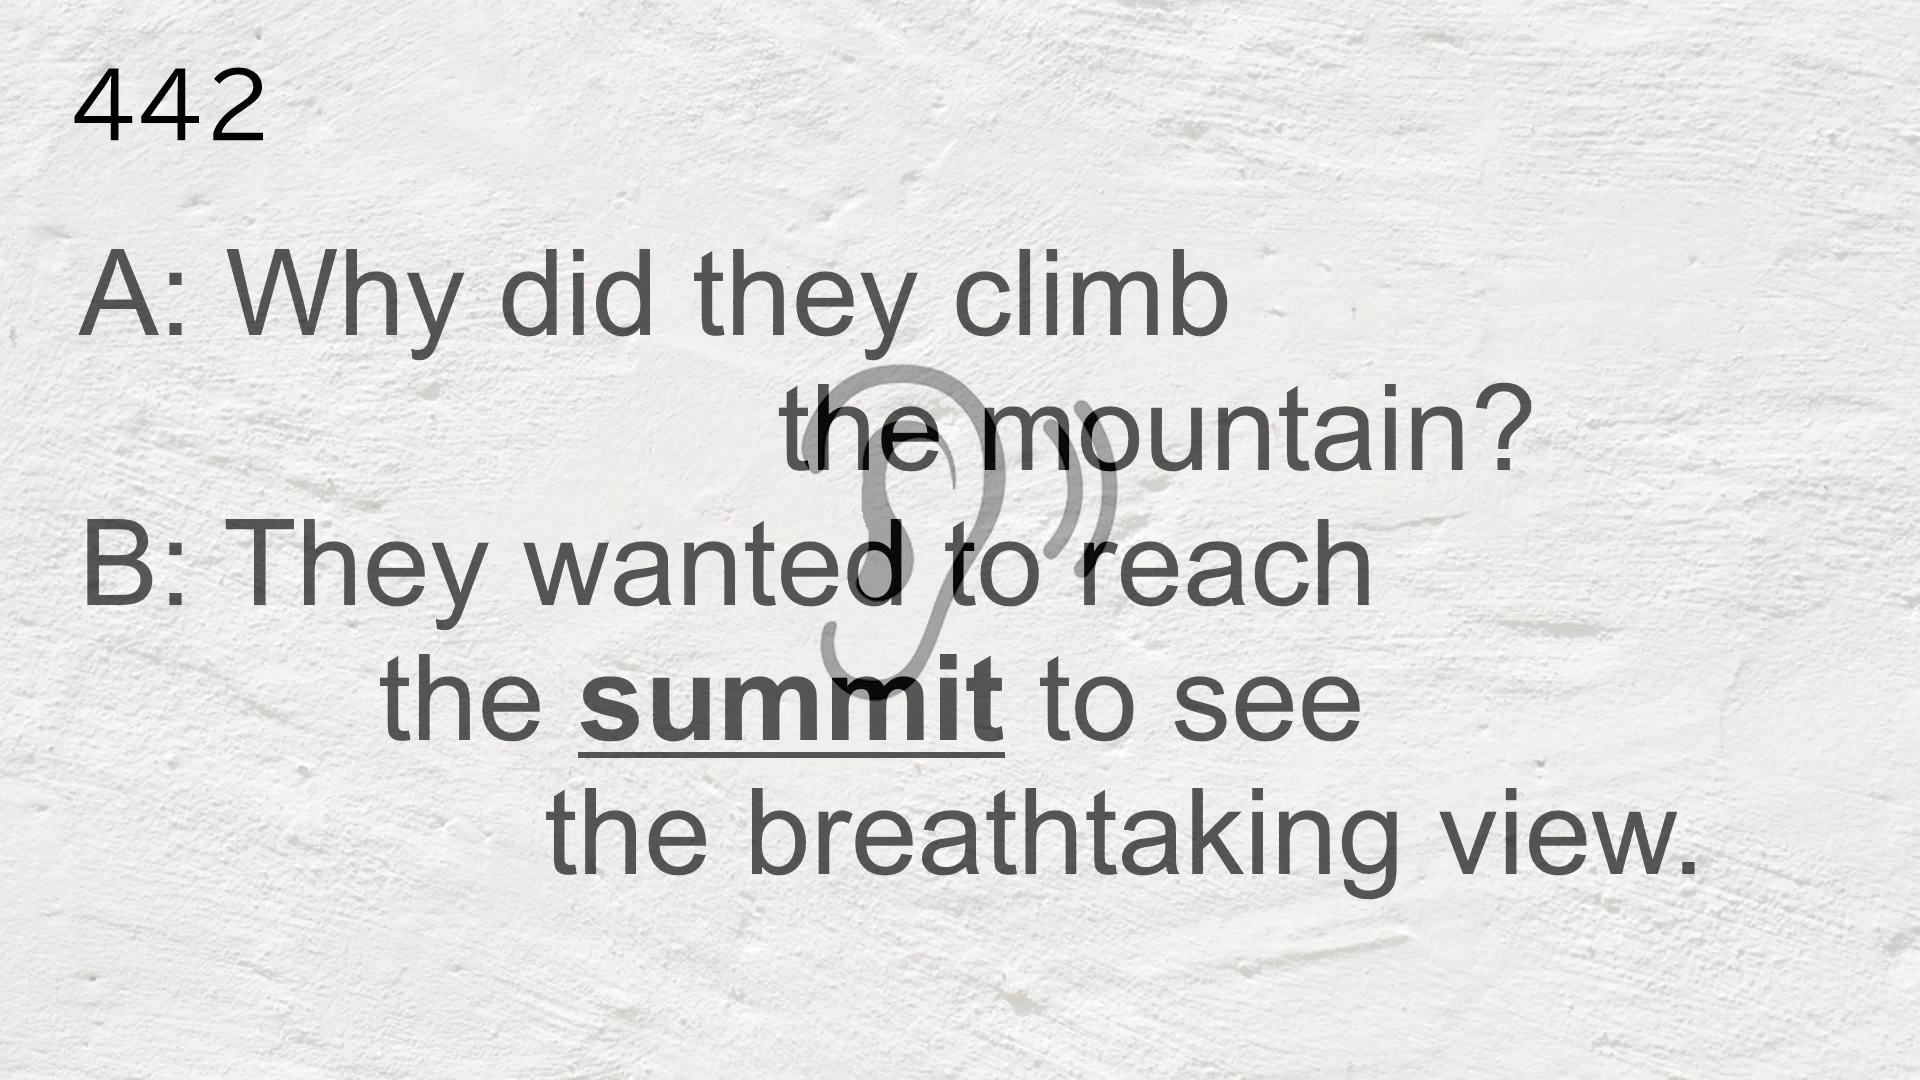 442
A: Why did they climb
the mountain?
B: They wanted to reach
the summit to see
the breathtaking view.